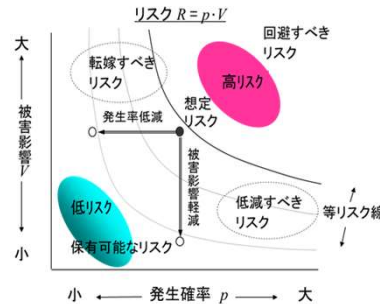 リスク R=p·V
大
被害影響V
小
転嫁すべき
リスク
回避すべき
リスク
高リスク
想定
リスク
発生率低減
被害影響軽減
低減すべき
リスク
等リスク線
低リスク
保有可能なリスク
小
発生確率 p
大